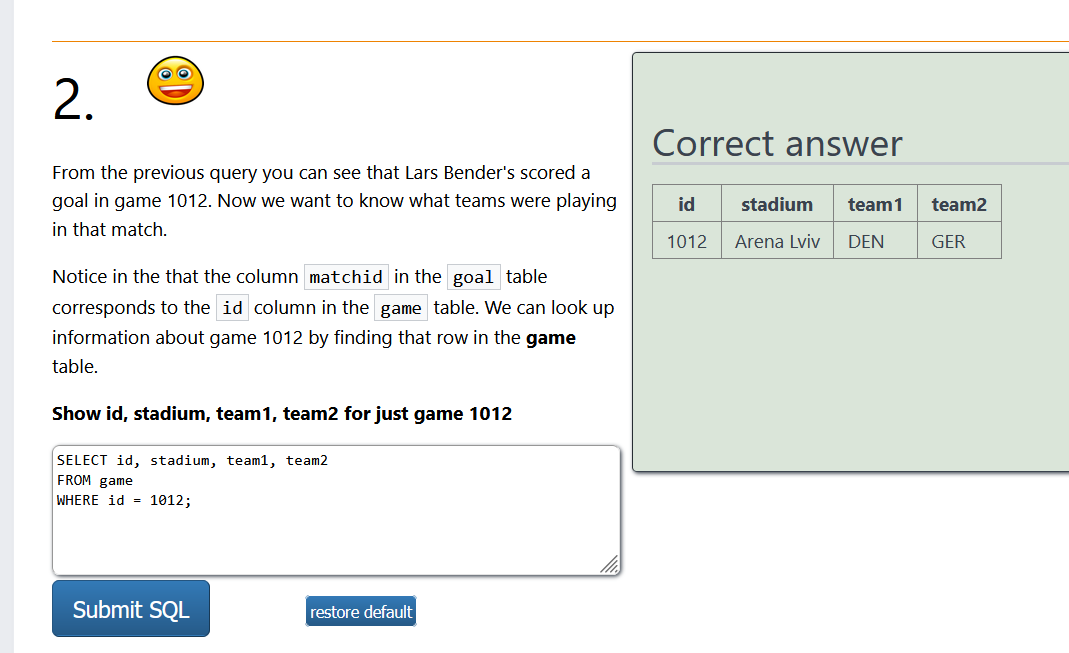 2.
From the previous query you can see that Lars Bender's scored a
goal in game 1012. Now we want to know what teams were playing
in that match.
Notice in the that the column matchid in the goal table
corresponds to the id column in the game table. We can look up
information about game 1012 by finding that row in the game
table.
Show id, stadium, team1, team2 for just game 1012
SELECT id, stadium, team1, team2
FROM game
WHERE id = 1012;
Submit SQL
restore default
Correct answer
id stadium team1 team2
1012 Arena Lviv DEN GER